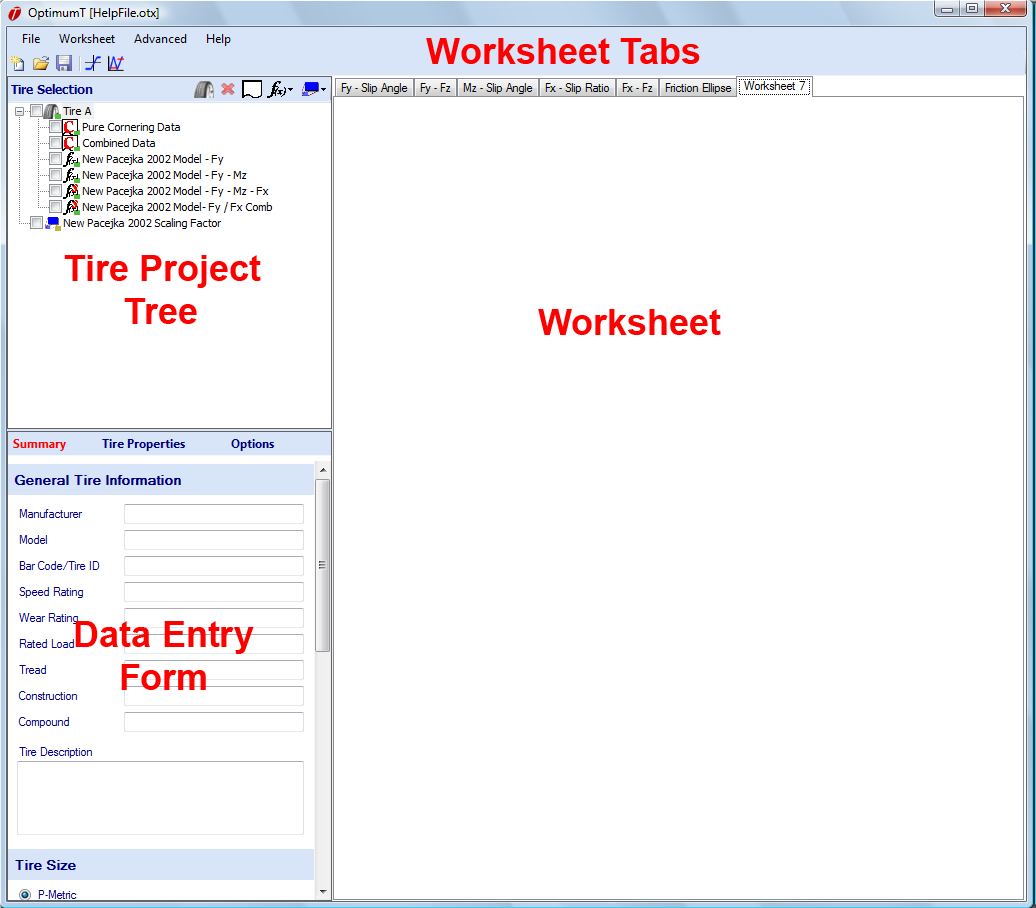 OptimumT [HelpFile.otx]
File Worksheet Advanced Help
Worksheet Tabs
Tire Selection
Fy - Slip Angle Fy - Fz Mz - Slip Angle Fx - Slip Ratio Fx - Fz Friction Ellipse Worksheet 7
Tire A
Pure Cornering Data
Combined Data
New Pacejka 2002 Model - Fy
New Pacejka 2002 Model - Fy - Mz
New Pacejka 2002 Model - Fy - Mz - Fx
New Pacejka 2002 Model- Fy / Fx Comb
New Pacejka 2002 Scaling Factor
Tire Project
Tree
Worksheet
Summary Tire Properties Options
General Tire Information
Manufacturer
Model
Bar Code/Tire ID
Speed Rating
Wear Rating
Data Entry
Rated Load
Tread
Form
Construction
Compound
Tire Description
Tire Size
P-Metric